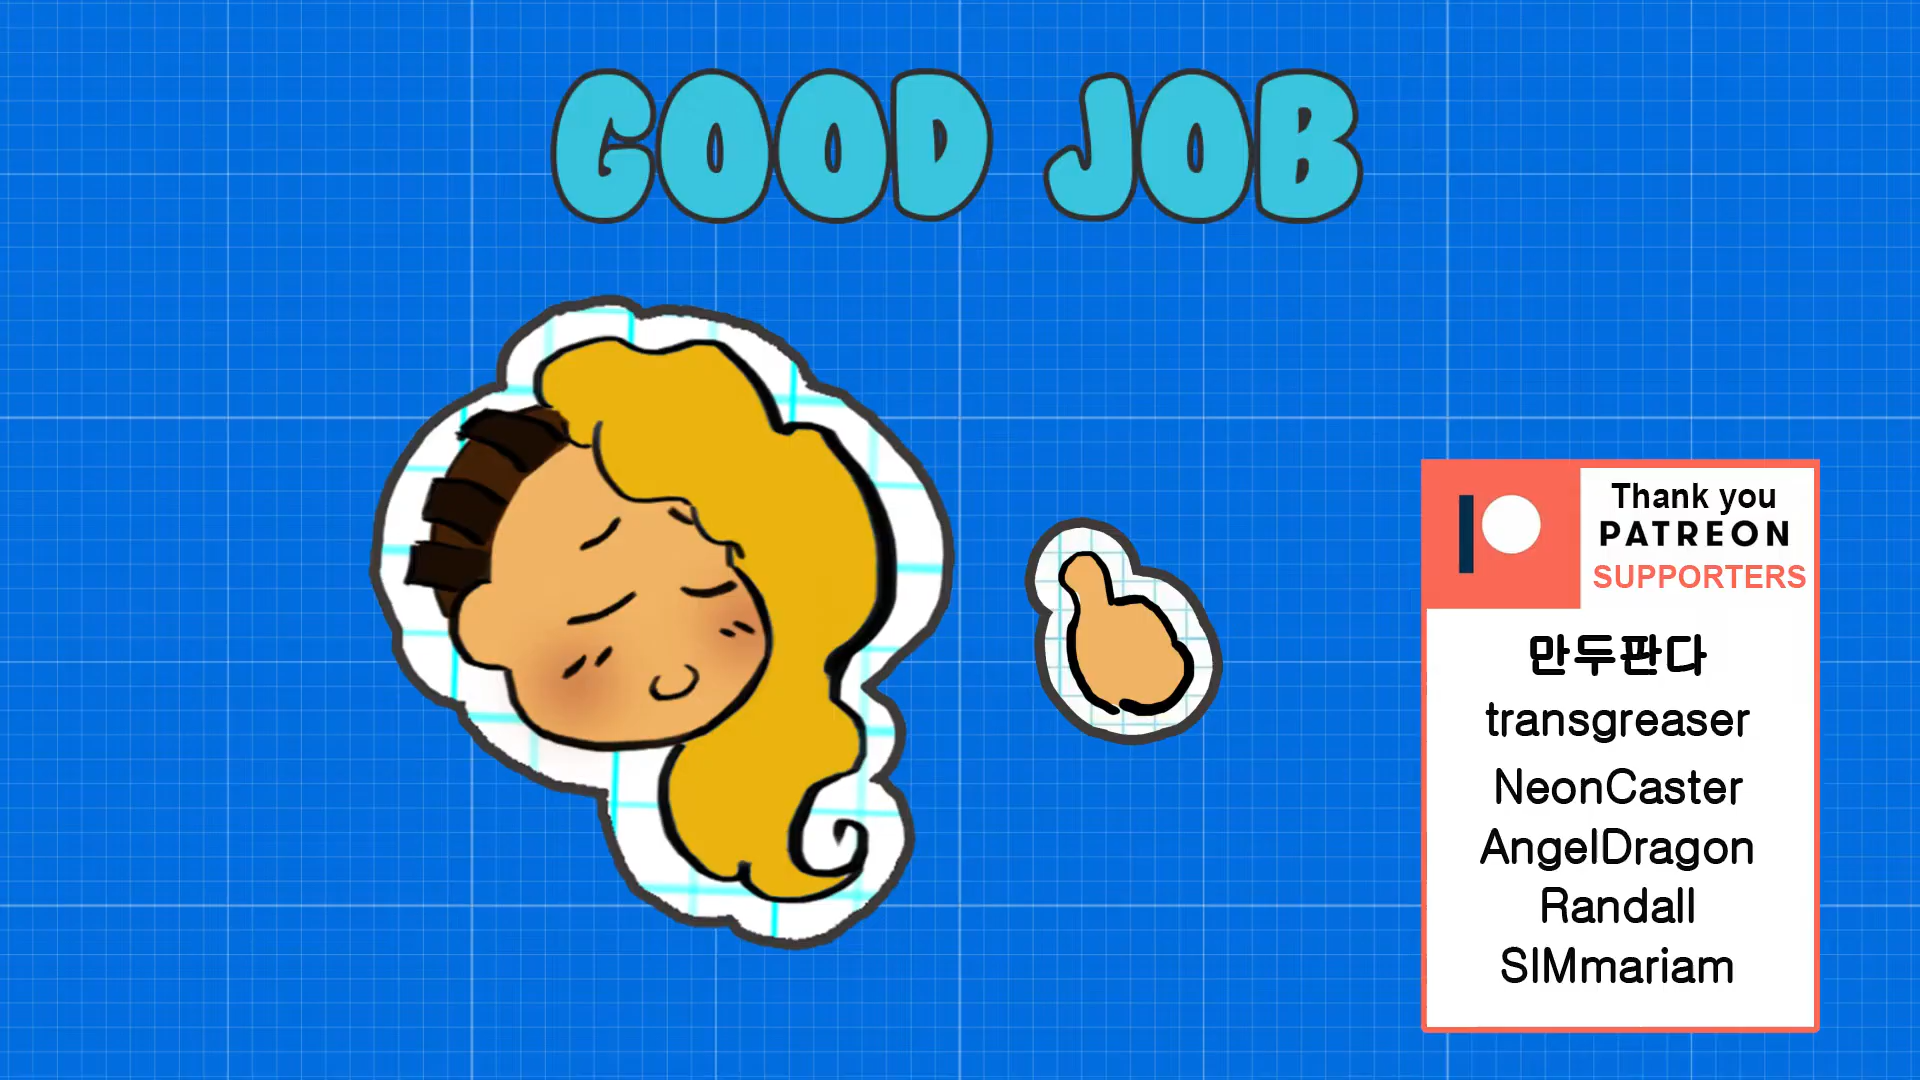 GOOD JOB
Thank you
PATREON
SUPPORTERS
만두판다
transgreaser
NeonCaster
AngelDragon
Randall
SIMmariam